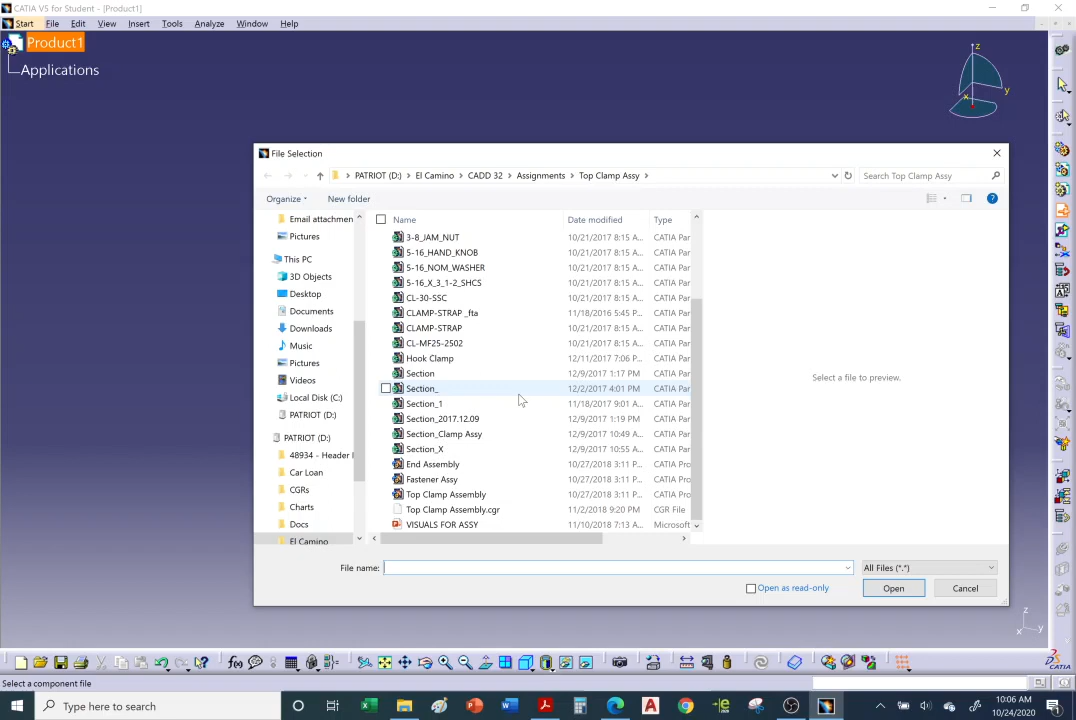 CATIA V5 for Student - [Product1]
Start File Edit View Insert Tools Analyze Window Help
Product1
Applications
z
y
x
File Selection
PATRIOT (D:) > El Camino > CADD 32 > Assignments > Top Clamp Assy >
Search Top Clamp Assy
Organize
New folder
Email attachmen
Pictures
This PC
3D Objects
Desktop
Documents
Downloads
Music
Pictures
Videos
Local Disk (C:)
PATRIOT (D:)
PATRIOT (D:)
48934 - Header
Car Loan
CGRs
Charts
Docs
El Camino
Name Date modified Type
3-8_JAM_NUT 10/21/2017 8:15 A... CATIA Par
5-16_HAND_KNOB 10/21/2017 8:15 A... CATIA Par
5-16_NOM_WASHER 10/21/2017 8:15 A... CATIA Par
5-16_X_3_1-2_SHCS 10/21/2017 8:15 A... CATIA Par
CL-30-SSC 10/21/2017 8:15 A... CATIA Par
CLAMP-STRAP _fta 11/18/2016 5:45 P... CATIA Par
CLAMP-STRAP 10/21/2017 8:15 A... CATIA Par
CL-MF25-2502 10/21/2017 8:15 A... CATIA Par
Hook Clamp 12/11/2017 7:06 P... CATIA Par
Section 12/9/2017 1:17 PM CATIA Par
Section_ 12/2/2017 4:01 PM CATIA Par
Section_1 11/18/2017 9:01 A... CATIA Par
Section_2017.12.09 12/9/2017 1:19 PM CATIA Par
Section_Clamp Assy 12/9/2017 10:49 A... CATIA Par
Section_X 12/9/2017 10:55 A... CATIA Par
End Assembly 10/27/2018 3:11 P... CATIA Pro
Fastener Assy 10/27/2018 3:11 P... CATIA Pro
Top Clamp Assembly 10/27/2018 3:11 P... CATIA Pro
Top Clamp Assembly.cgr 11/2/2018 9:20 PM CGR File
VISUALS FOR ASSY 11/10/2018 7:13 A... Microsoft
Select a file to preview.
File name:
All Files (*.*)
Open as read-only
Open
Cancel
z
x
y
f(x)
Select a component file
Type here to search
10:06 AM
10/24/2020